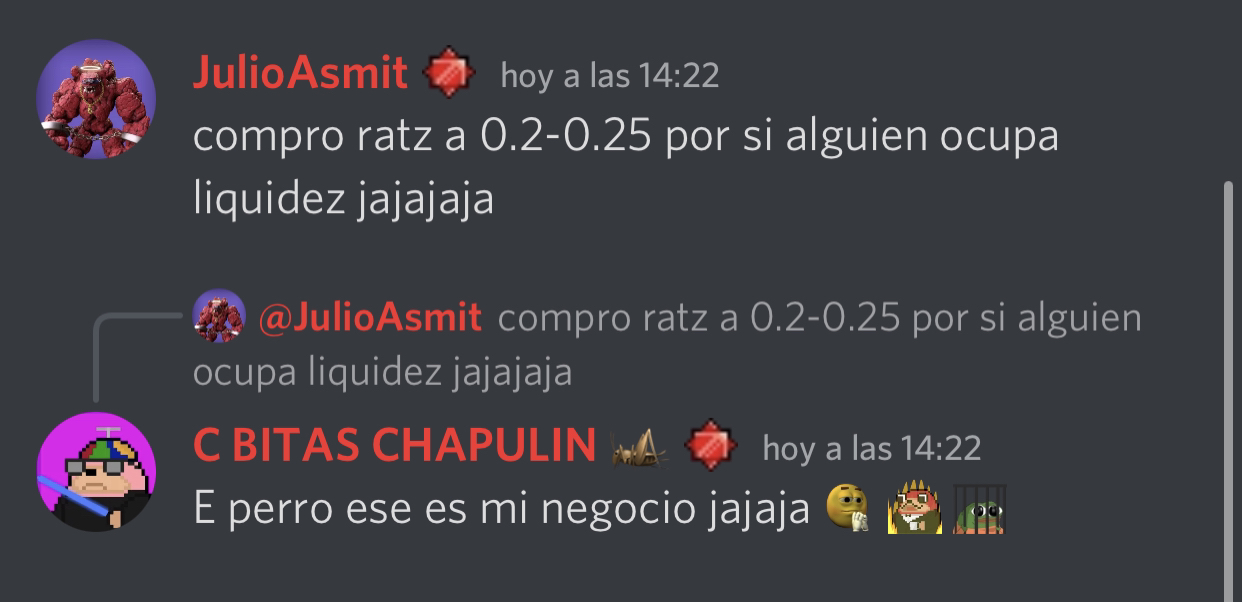 JulioAsmit hoy a las 14:22
compro ratz a 0.2-0.25 por si alguien ocupa
liquidez jajajaja
@JulioAsmit compro ratz a 0.2-0.25 por si alguien
ocupa liquidez jajajaja
C BITAS CHAPULIN hoy a las 14:22
E perro ese es mi negocio jajaja